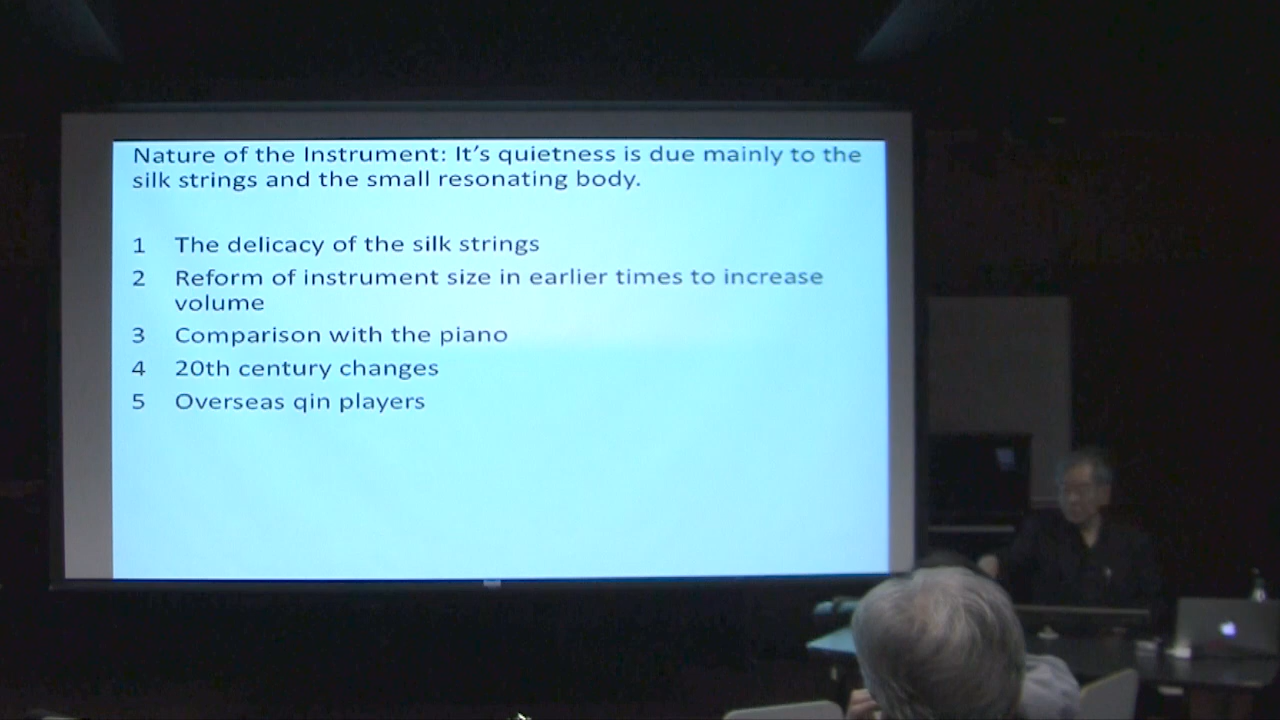 Nature of the Instrument: It's quietness is due mainly to the
silk strings and the small resonating body.
1 The delicacy of the silk strings
2 Reform of instrument size in earlier times to increase
volume
3 Comparison with the piano
4 20th century changes
5 Overseas qin players